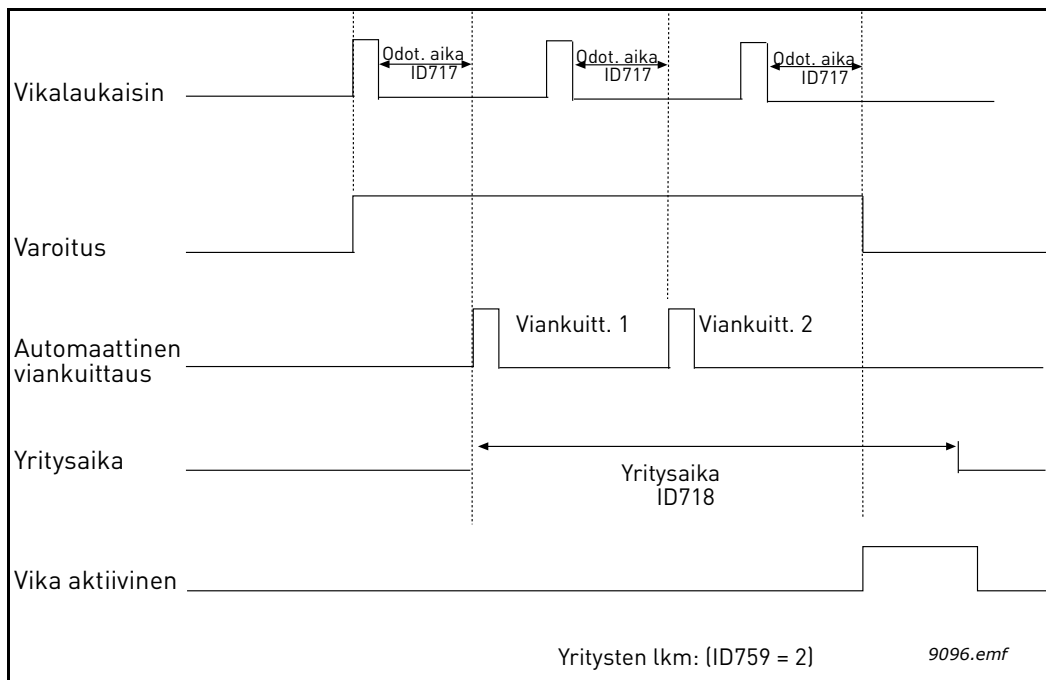 Odot. aika
ID717
Odot. aika
ID717
Odot. aika
ID717
Vikalaukaisin
Varoitus
Viankuitt. 1
Viankuitt. 2
Automaattinen
viankuittaus
Yritysaika
Yritysaika
ID718
Vika aktiivinen
Yritysten lkm: (ID759 = 2)
9096.emf